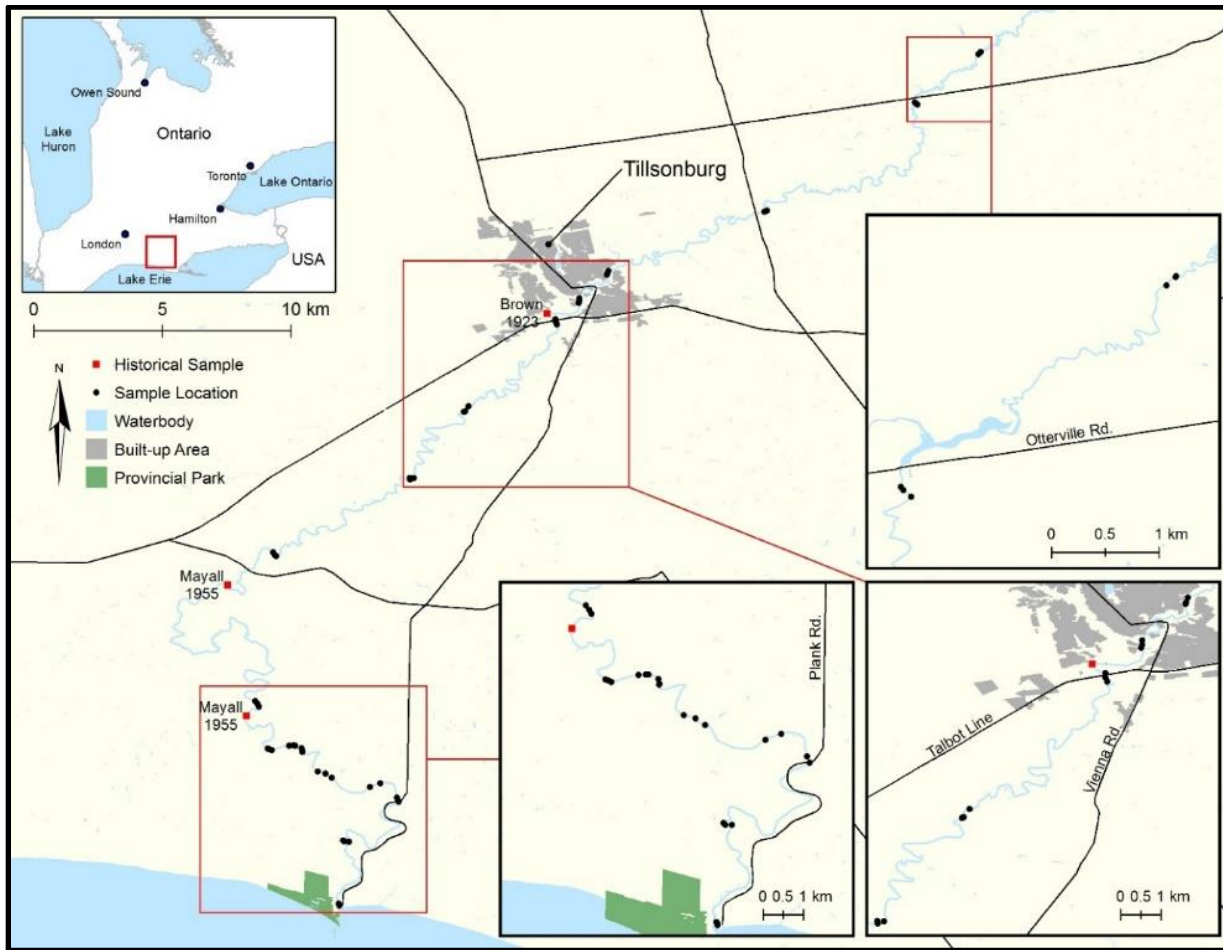 Owen Sound
Lake
Huron
Ontario
Toronto
Lake Ontario
Hamilton
London
USA
Lake Erie
0 5 10 km
N
Historical Sample
Sample Location
Waterbody
Built-up Area
Provincial Park
Tillsonburg
Brown
1923
Mayall
1955
Mayall
1955
Otterville Rd.
0 0.5 1 km
Plank Rd.
0 0.5 1 km
Talbot Line
Vienna Rd.
0 0.5 1 km